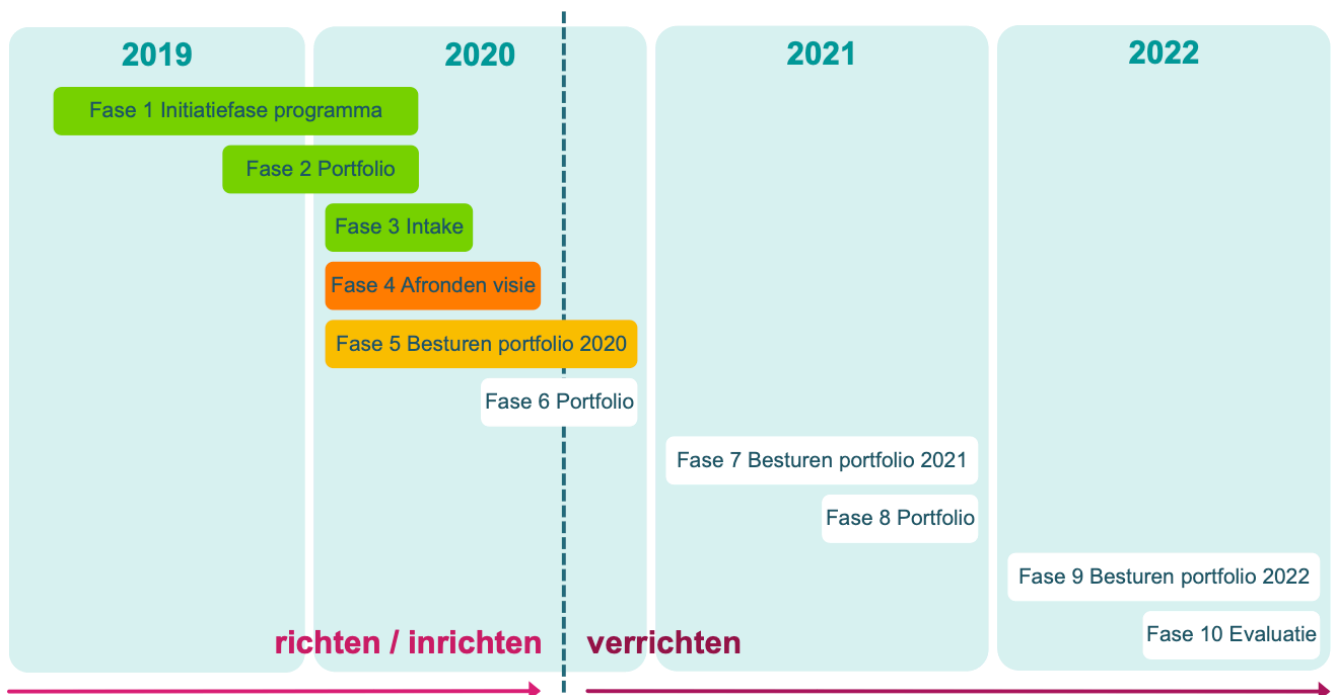 2019
2020
2021
2022
Fase 1 Initiatiefase programma
Fase 2 Portfolio
Fase 3 Intake
Fase 4 Afronden visie
Fase 5 Besturen portfolio 2020
Fase 6 Portfolio
Fase 7 Besturen portfolio 2021
Fase 8 Portfolio
Fase 9 Besturen portfolio 2022
Fase 10 Evaluatie
richten / inrichten
verrichten